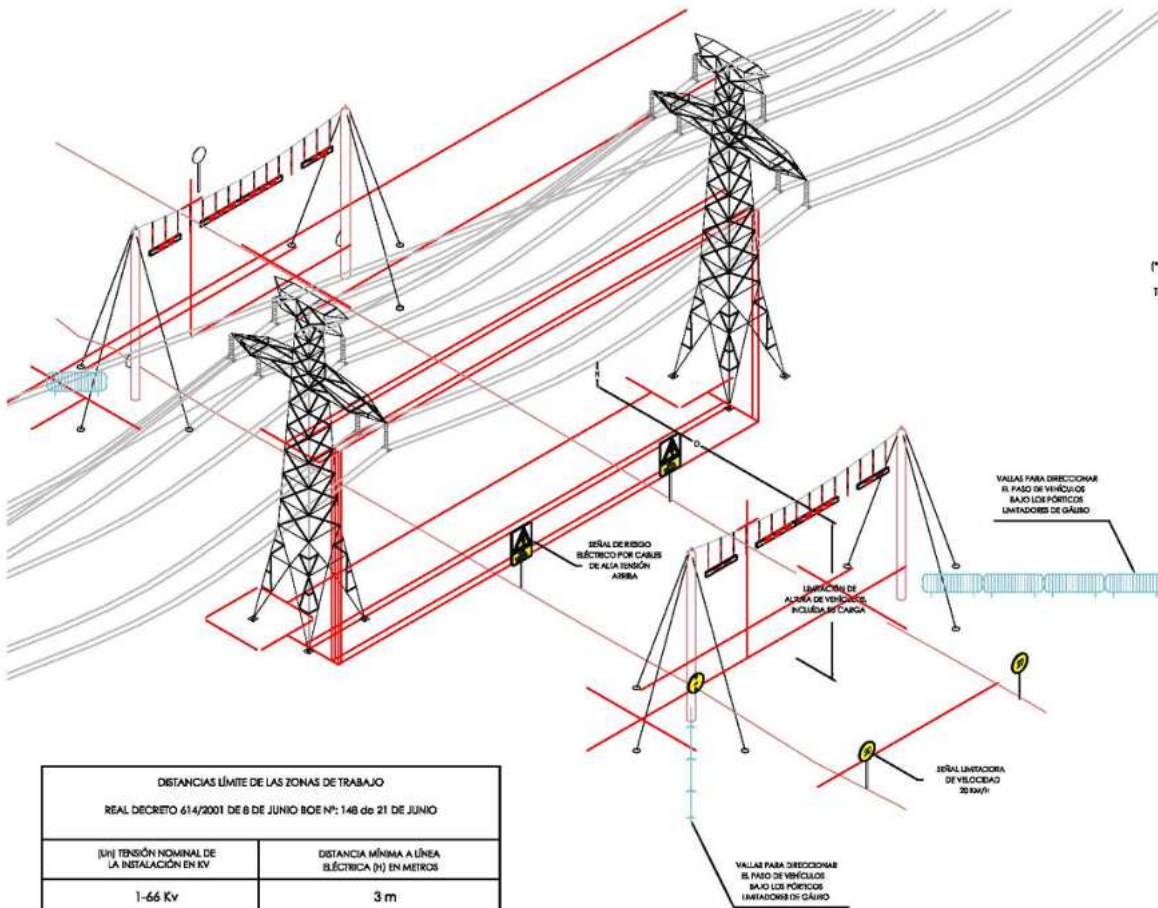 VALLAS PARA DIRECCIONAR
EL PASO DE VEHÍCULOS
BAJO LOS PÓRTICOS
LIMITADORES DE GÁLIBO
SEÑAL DE RIESGO
ELÉCTRICO POR CABLES
DE ALTA TENSIÓN
ARRIBA
H
D
LIMITACIÓN DE
ALTURA DE VEHÍCULOS,
INCLUÍDA SU CARGA
SEÑAL LIMITADORA
DE VELOCIDAD
20 KM/H
VALLAS PARA DIRECCIONAR
EL PASO DE VEHÍCULOS
BAJO LOS PÓRTICOS
LIMITADORES DE GÁLIBO
DISTANCIAS LÍMITE DE LAS ZONAS DE TRABAJO
REAL DECRETO 614/2001 DE 8 DE JUNIO BOE Nº: 148 de 21 DE JUNIO
(Un) TENSIÓN NOMINAL DE
LA INSTALACIÓN EN KV
DISTANCIA MÍNIMA A LÍNEA
ELÉCTRICA (H) EN METROS
1-66 Kv
3 m